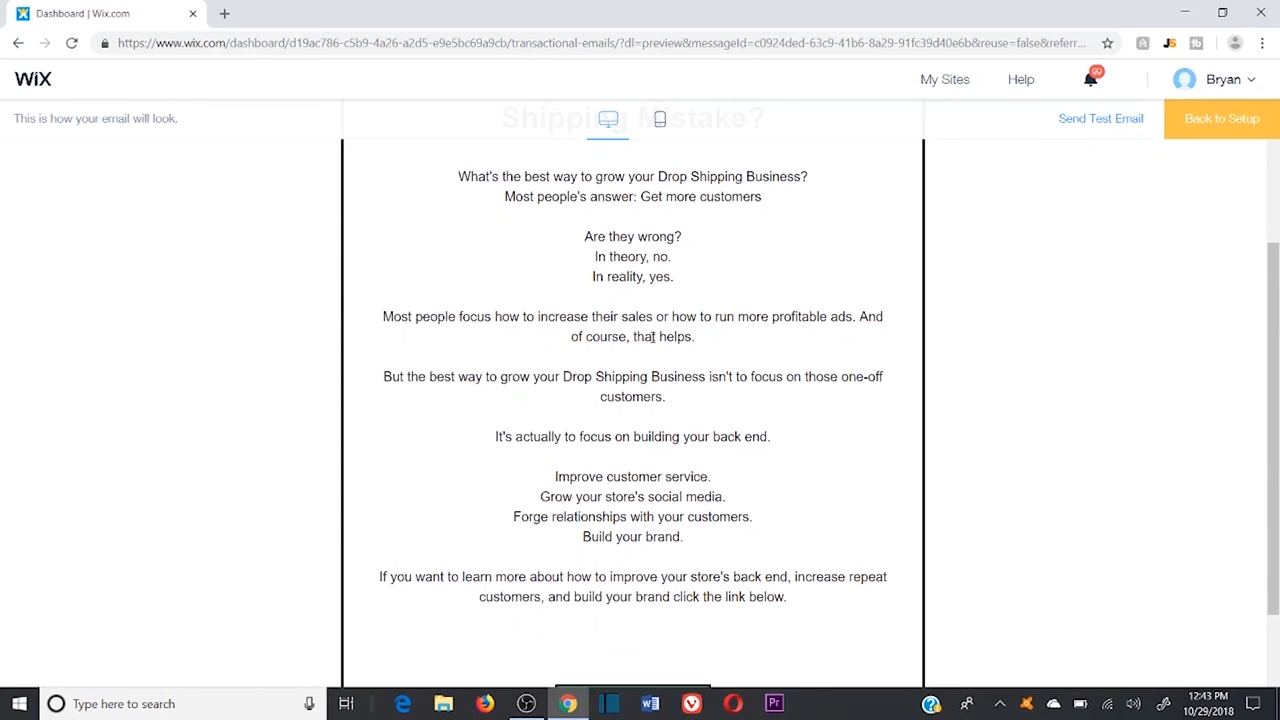 Dashboard | Wix.com
https://www.wix.com/dashboard/d19ac786-c5b9-4a26-a2d5-e9e5bc69a9cb/transactional-emails/?dl=preview&messageId=c0924ded-63c9-41b6-8a29-91fc39d40e6b&reuse=false&referr...
WiX
My Sites
Help
99
Bryan
This is how your email will look.
Shipping Mistake?
Send Test Email
Back to Setup
What's the best way to grow your Drop Shipping Business?
Most people's answer: Get more customers
Are they wrong?
In theory, no.
In reality, yes.
Most people focus how to increase their sales or how to run more profitable ads. And
of course, that helps.
But the best way to grow your Drop Shipping Business isn't to focus on those one-off
customers.
It's actually to focus on building your back end.
Improve customer service.
Grow your store's social media.
Forge relationships with your customers.
Build your brand.
If you want to learn more about how to improve your store's back end, increase repeat
customers, and build your brand click the link below.
Type here to search
12:43 PM
10/29/2018